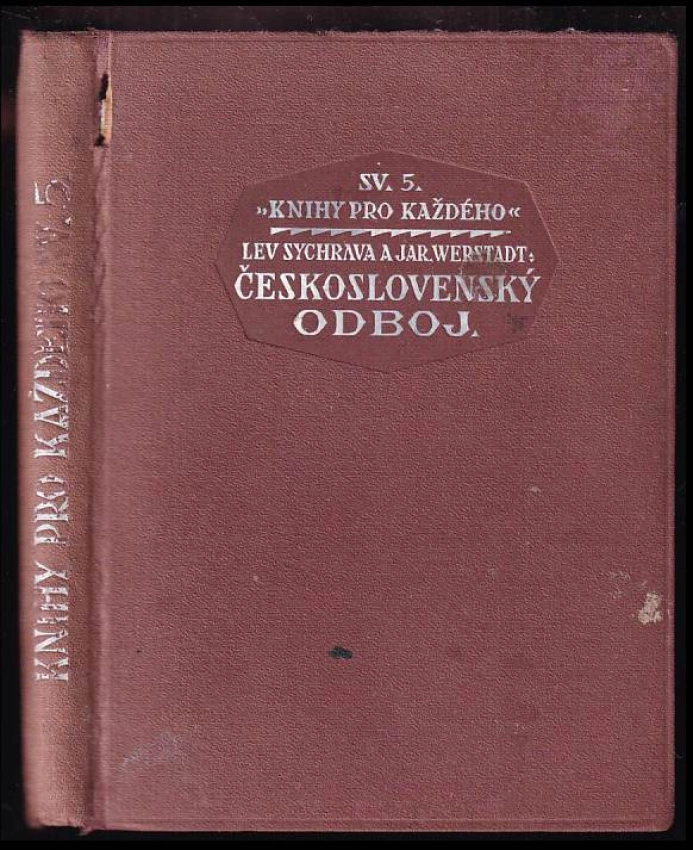 SV. 5.
»KNIHY PRO KAŽDÉHO«
LEV SYCHRAVA A JAR. WERSTADT:
ČESKOSLOVENSKÝ
ODBOJ.
KNIHY PRO KAŽDÉHO SV. 5.